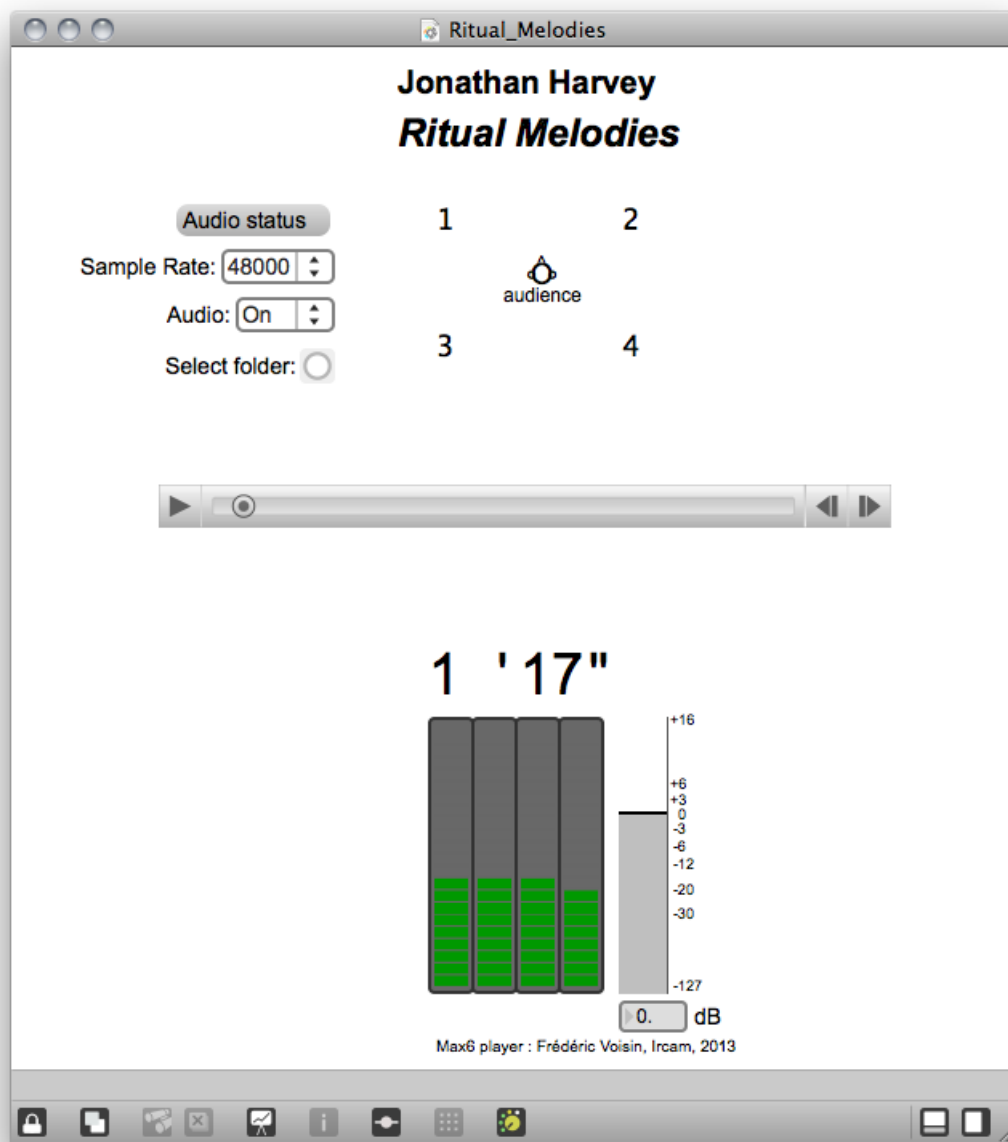 Ritual_Melodies
Jonathan Harvey
Ritual Melodies
Audio status
Sample Rate: 48000
Audio: On
Select folder:
1 2
audience
3 4
1 '17"
+16
+6
+3
0
-3
-6
-12
-20
-30
-127
0. dB
Max6 player : Frédéric Voisin, Ircam, 2013